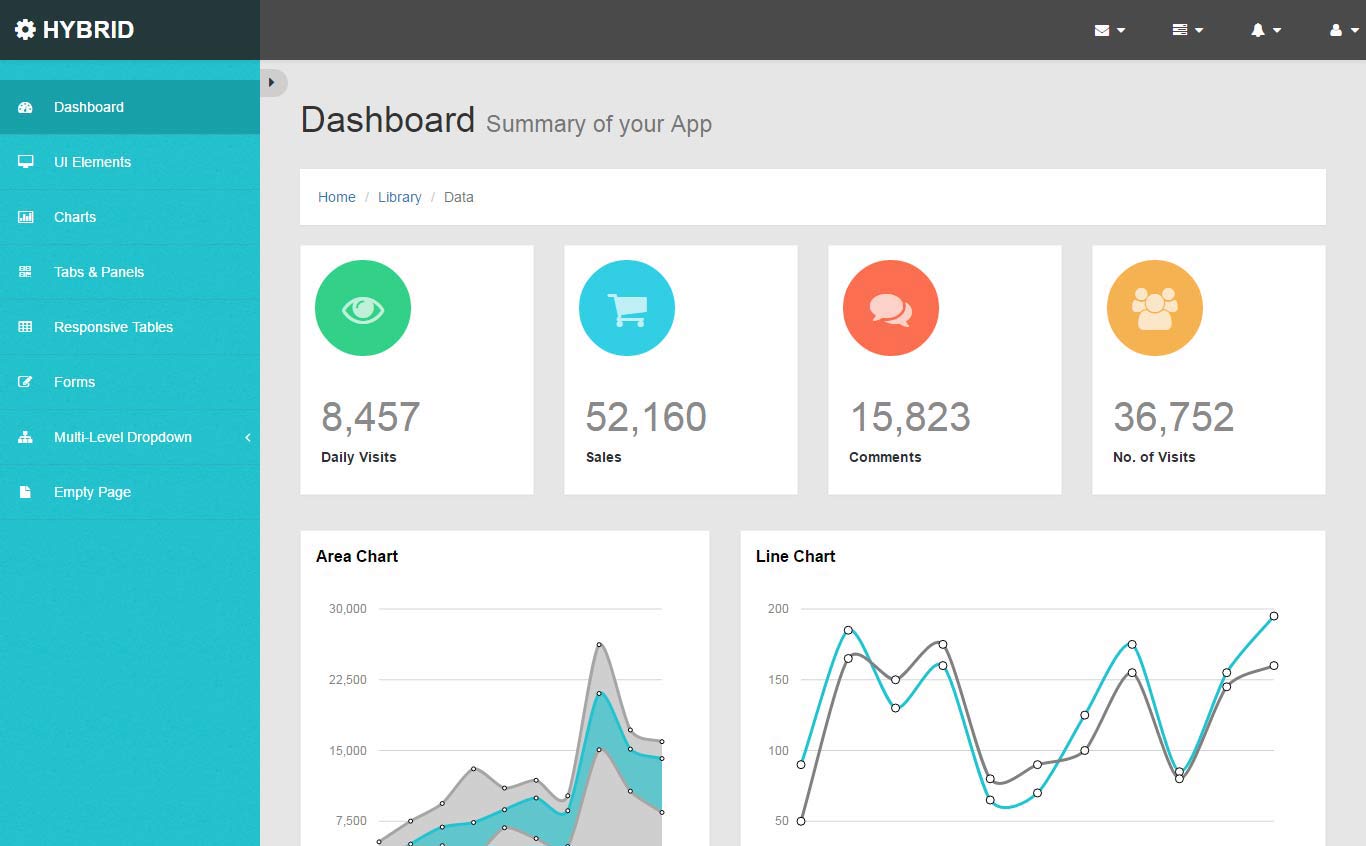 HYBRID
Dashboard
UI Elements
Charts
Tabs & Panels
Responsive Tables
Forms
Multi-Level Dropdown
Empty Page
Dashboard Summary of your App
Home / Library / Data
8,457
Daily Visits
52,160
Sales
15,823
Comments
36,752
No. of Visits
Area Chart
30,000
22,500
15,000
7,500
Line Chart
200
150
100
50